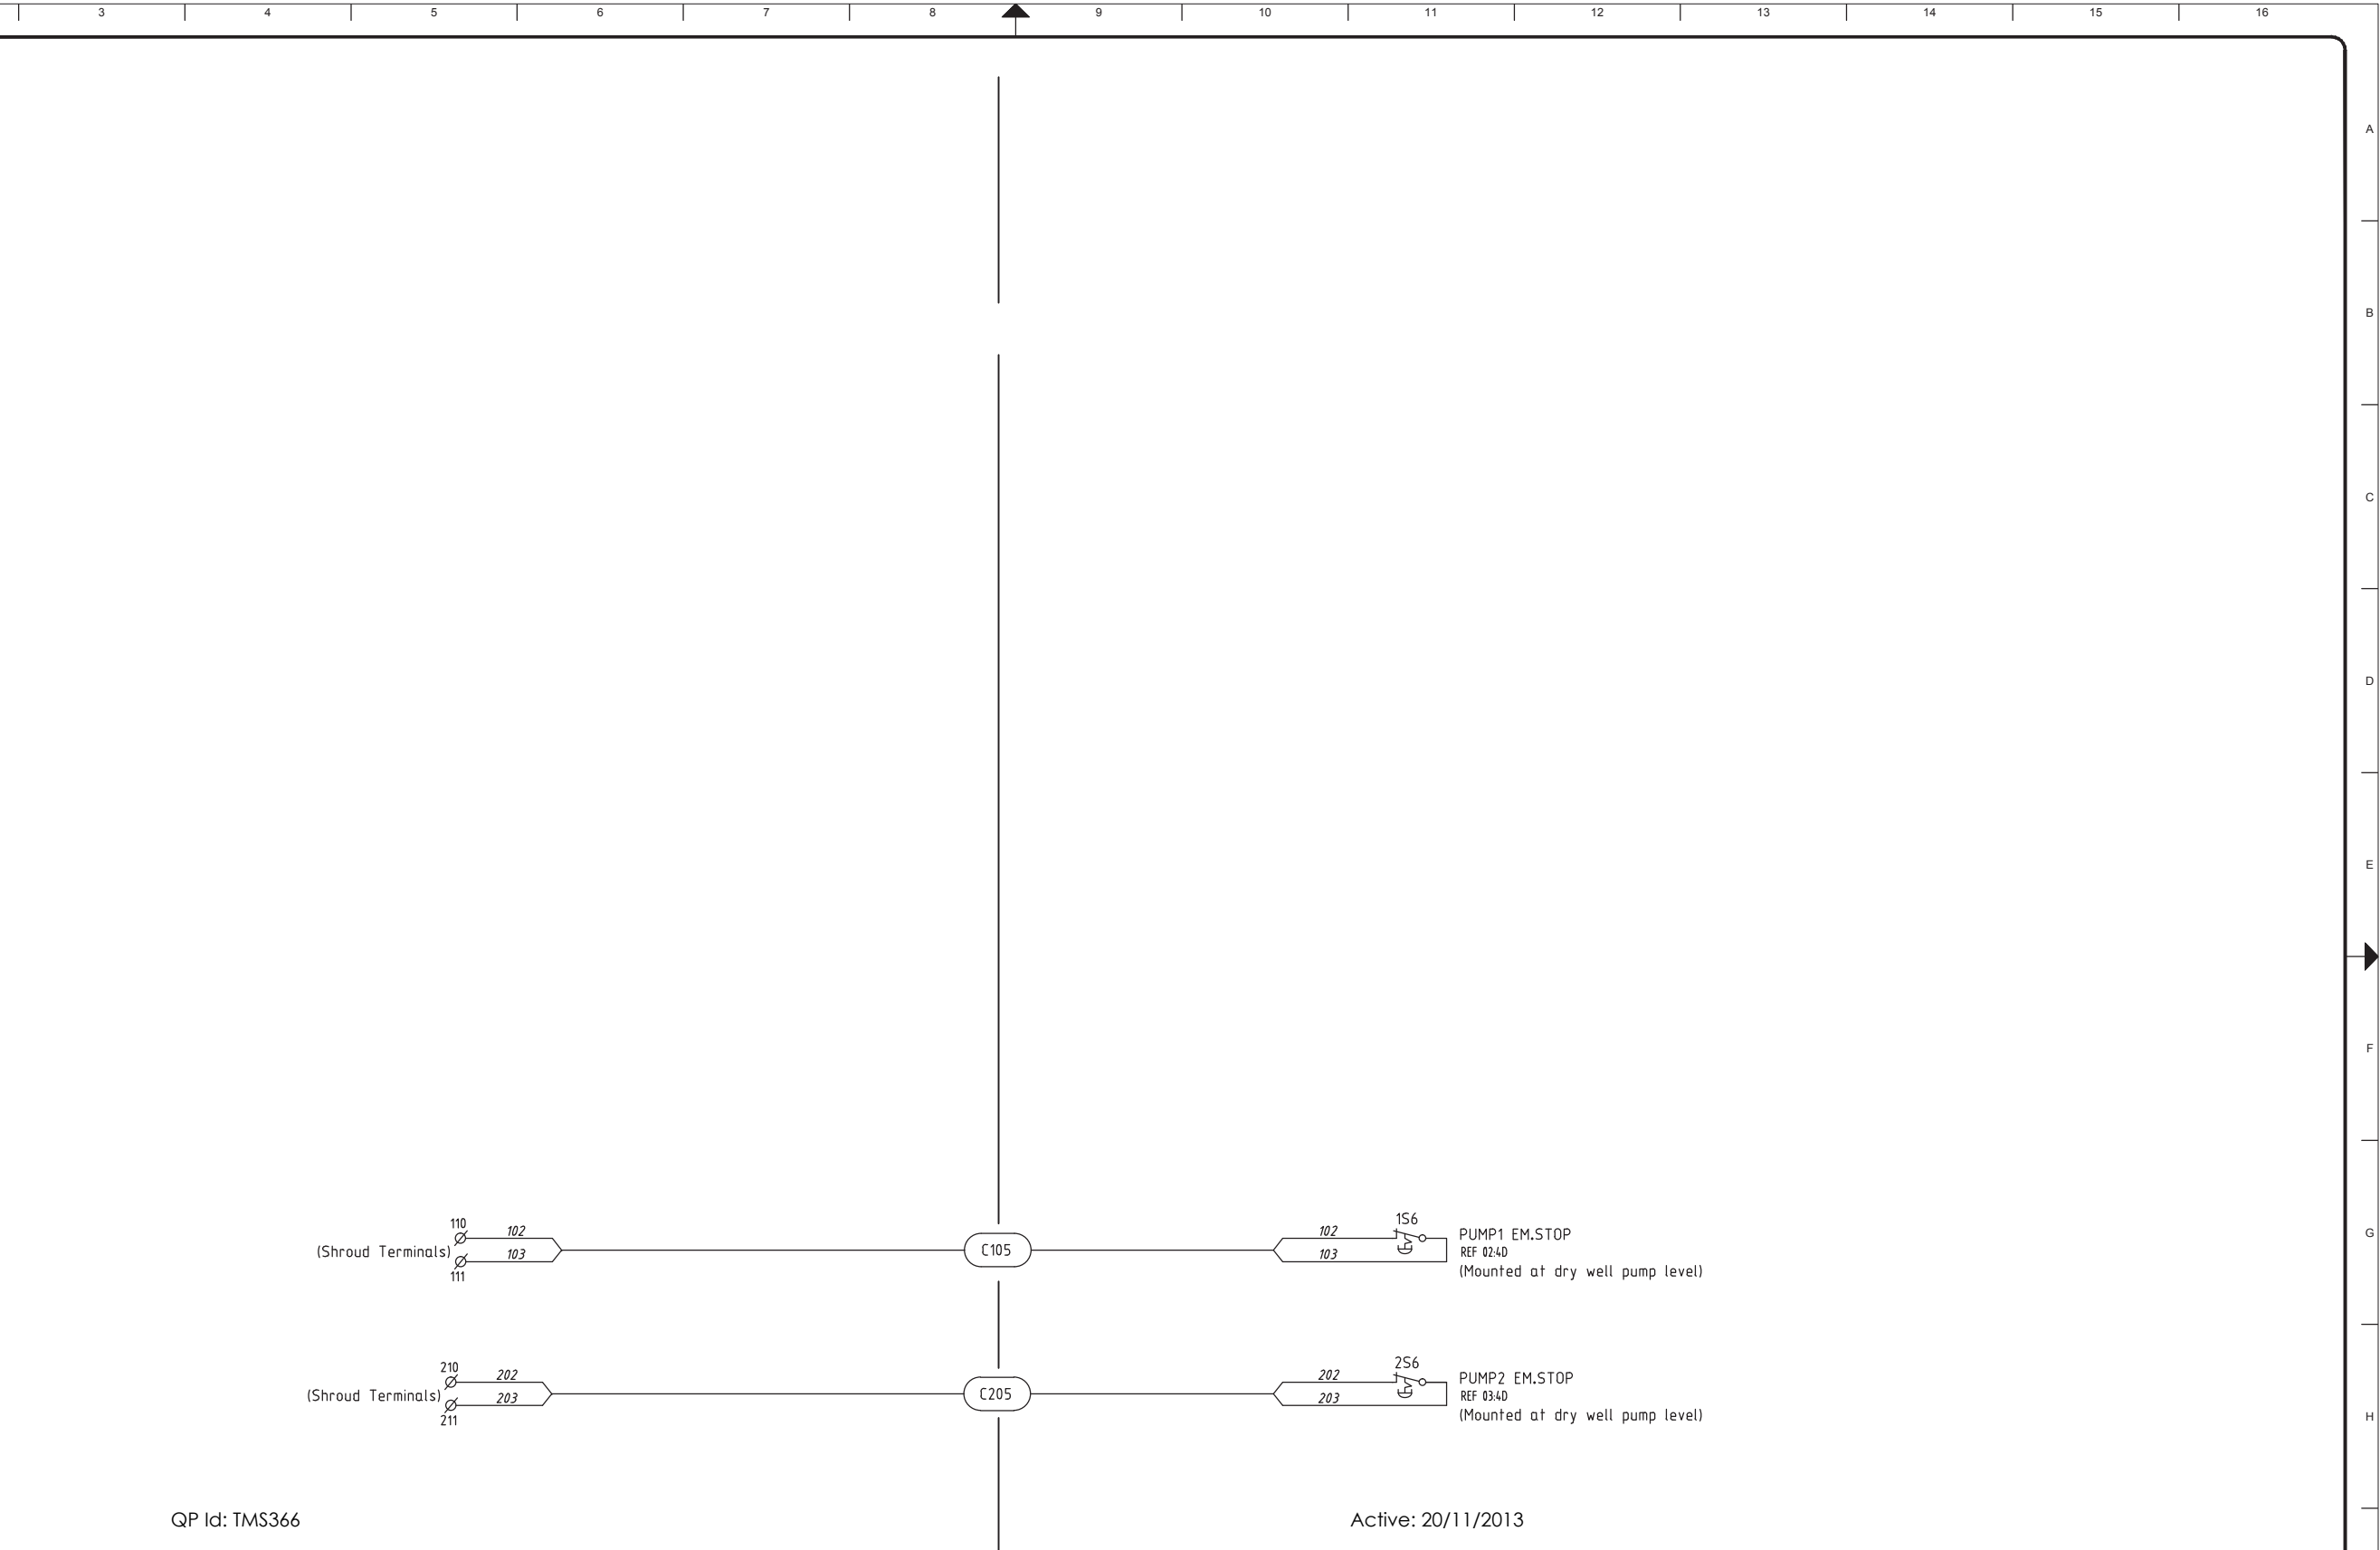 3 4 5 6 7 8 9 10 11 12 13 14 15 16
A
B
C
D
E
F
G
H
110 102 102 1S6 PUMP1 EM.STOP
(Shroud Terminals) C105 REF 02:4D
111 103 103 (Mounted at dry well pump level)
210 202 202 2S6 PUMP2 EM.STOP
(Shroud Terminals) C205 REF 03:4D
211 203 203 (Mounted at dry well pump level)
QP Id: TMS366 Active: 20/11/2013